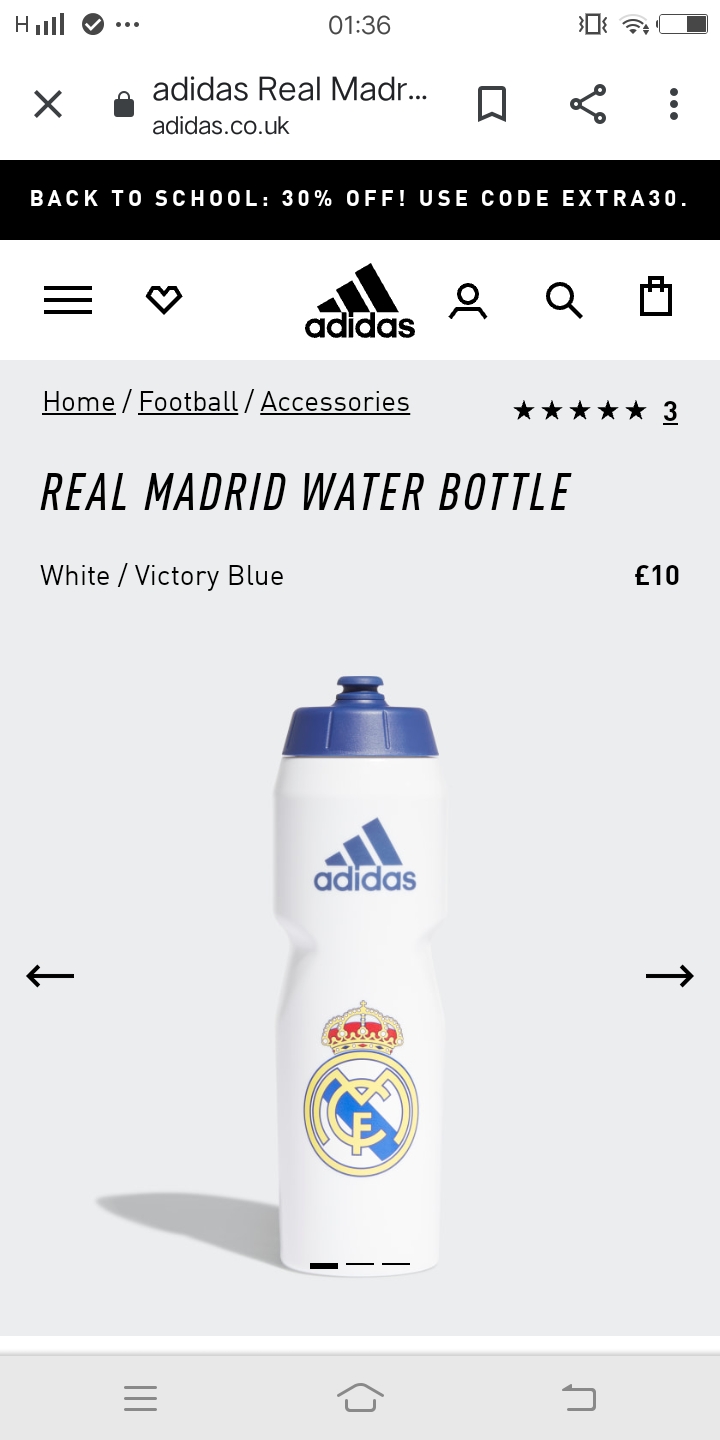 H 01:36
adidas Real Madr...
adidas.co.uk
BACK TO SCHOOL: 30% OFF! USE CODE EXTRA30.
adidas
Home / Football / Accessories
3
REAL MADRID WATER BOTTLE
White / Victory Blue
£10
adidas